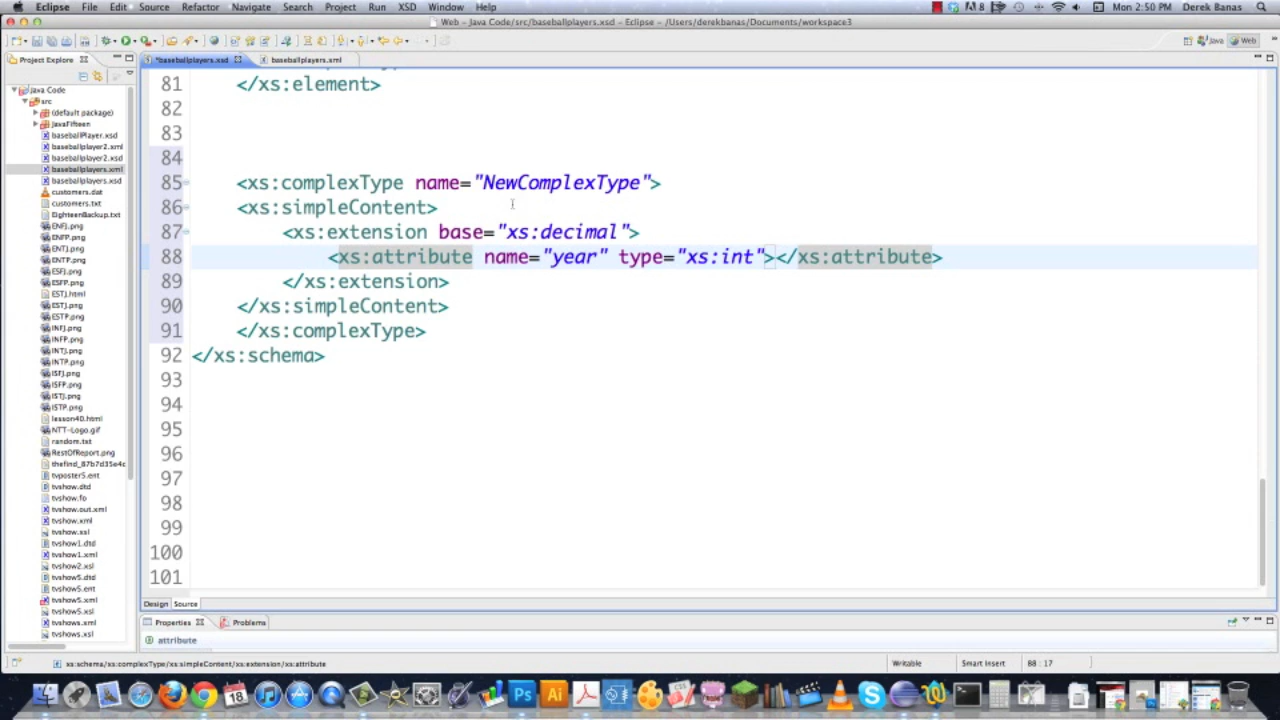 Eclipse File Edit Source Refactor Navigate Search Project Run XSD Window Help 8 Mon 2:50 PM Derek Banas
Web - Java Code/src/baseballplayers.xsd - Eclipse - /Users/derekbanas/Documents/workspace3
Java Web
Project Explore
*baseballplayers.xsd baseballplayers.xml
Java Code
src
(default package)
JavaFifteen
baseballPlayer.xsd
baseballplayer2.xml
baseballplayer2.xsd
baseballplayers.xml
baseballplayers.xsd
customers.dat
customers.txt
EighteenBackup.txt
ENFJ.png
ENFP.png
ENTJ.png
ENTP.png
ESFJ.png
ESFP.png
ESTJ.html
ESTJ.png
ESTP.png
INFJ.png
INFP.png
INTJ.png
INTP.png
ISFJ.png
ISFP.png
ISTJ.png
ISTP.png
lesson40.html
NTT-Logo.gif
random.txt
RestOfReport.png
thefind_87b7d35e4c
tvposter5.ent
tvshow.dtd
tvshow.fo
tvshow.out.xml
tvshow.xml
tvshow.xsl
tvshow1.dtd
tvshow1.xml
tvshow2.xsl
tvshow5.dtd
tvshow5.ent
tvshow5.xml
tvshow5.xsl
tvshows.xml
tvshows.xsl
81 </xs:element>
82
83
84
85 <xs:complexType name="NewComplexType">
86 <xs:simpleContent>
87 <xs:extension base="xs:decimal">
88 <xs:attribute name="year" type="xs:int"></xs:attribute>
89 </xs:extension>
90 </xs:simpleContent>
91 </xs:complexType>
92 </xs:schema>
93
94
95
96
97
98
99
100
101
Design Source
Properties Problems
attribute
xs:schema/xs:complexType/xs:simpleContent/xs:extension/xs:attribute Writable Smart Insert 88 : 17
18 Ps Ai